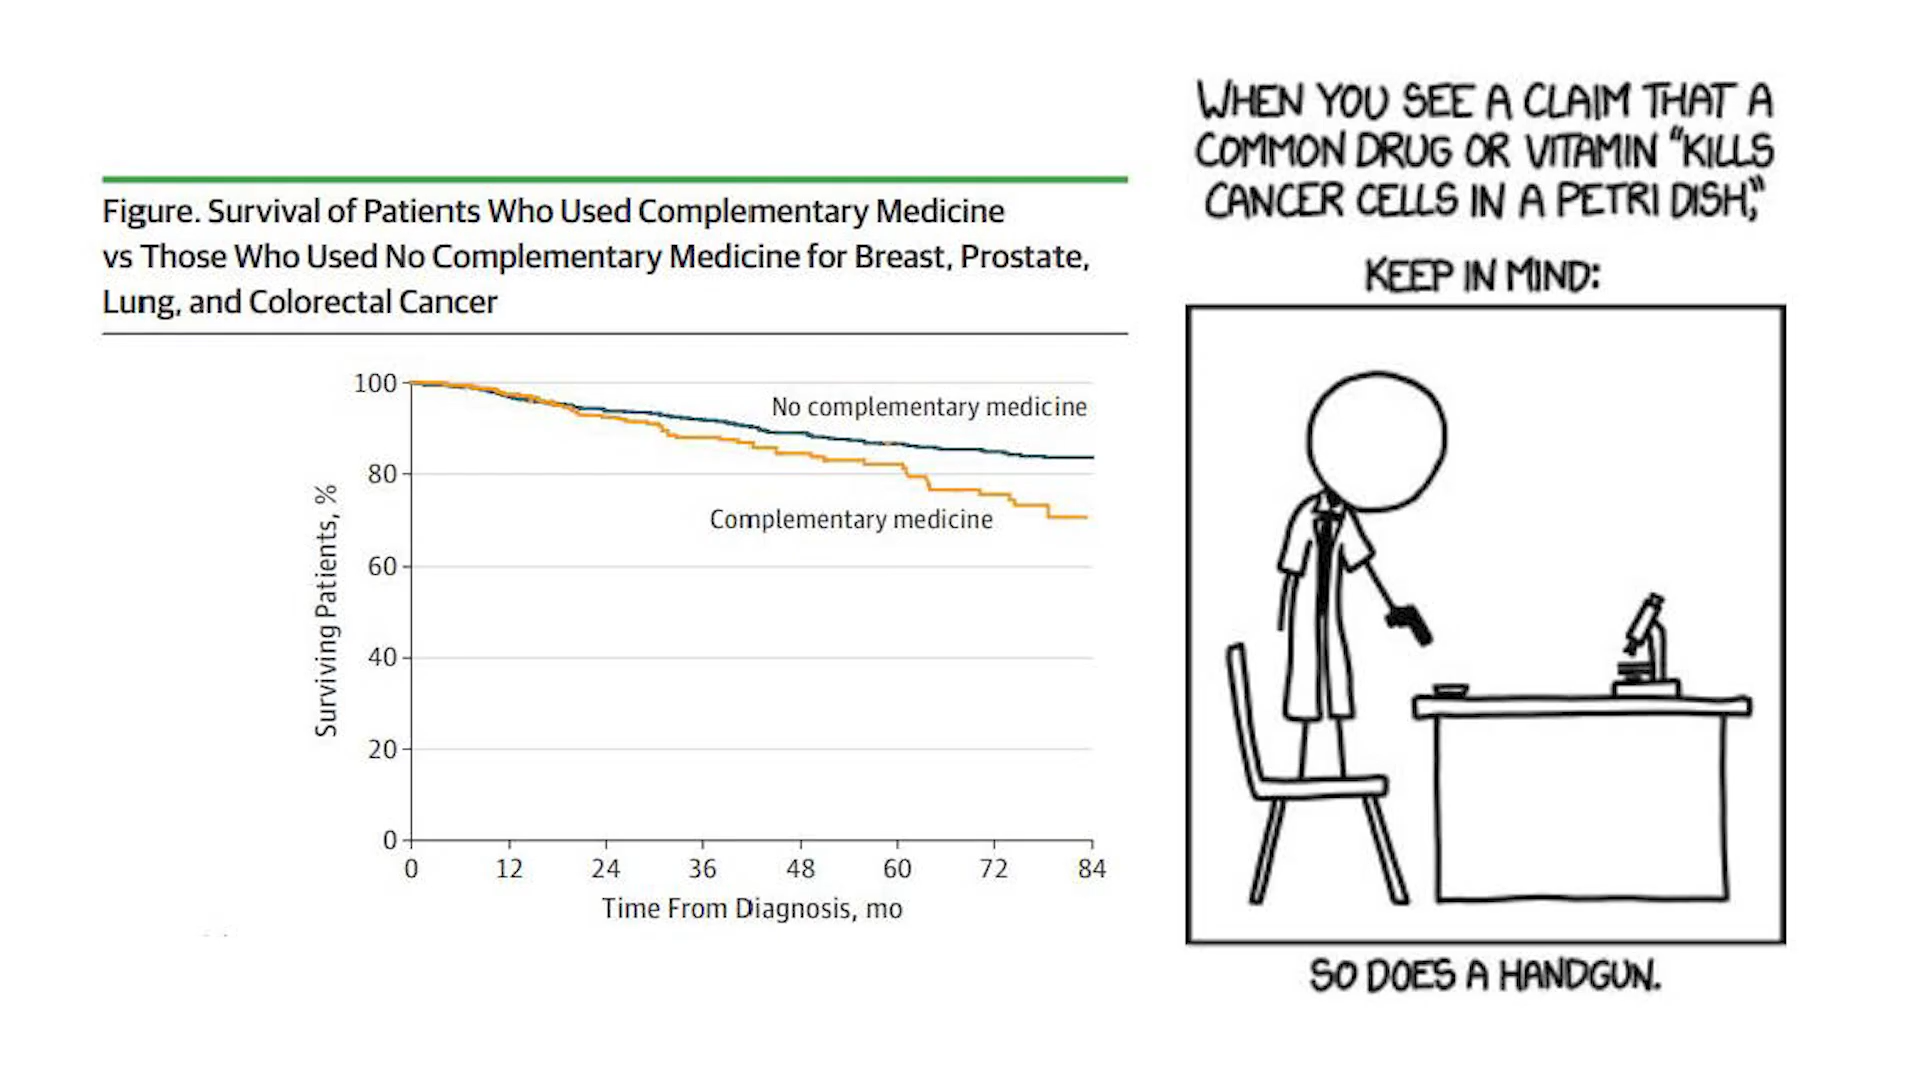 Figure. Survival of Patients Who Used Complementary Medicine
vs Those Who Used No Complementary Medicine for Breast, Prostate,
Lung, and Colorectal Cancer
100
80
60
40
20
0
Surviving Patients, %
No complementary medicine
Complementary medicine
0 12 24 36 48 60 72 84
Time From Diagnosis, mo
WHEN YOU SEE A CLAIM THAT A
COMMON DRUG OR VITAMIN "KILLS
CANCER CELLS IN A PETRI DISH,"
KEEP IN MIND:
SO DOES A HANDGUN.